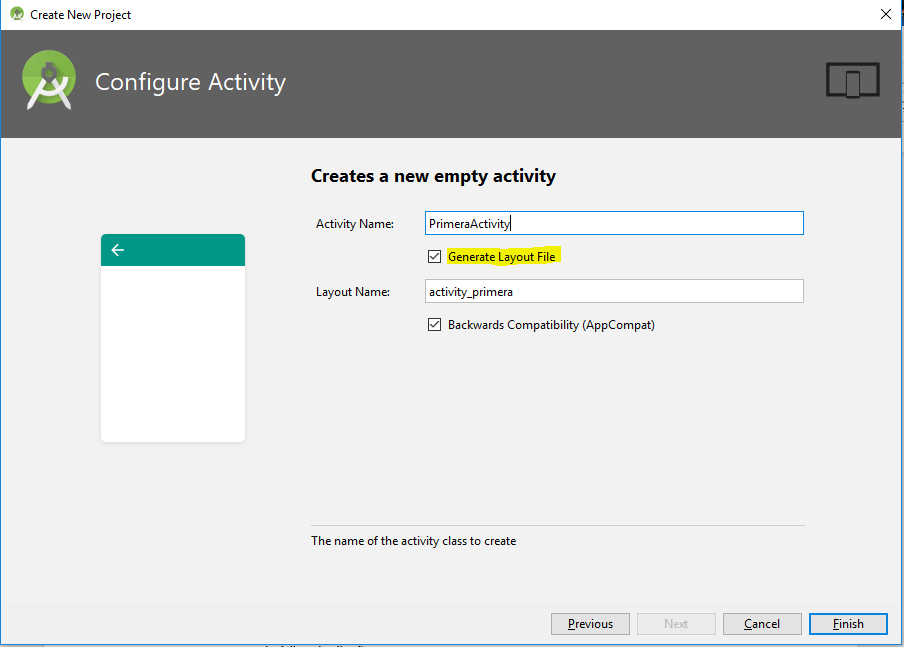 Create New Project
Configure Activity
Creates a new empty activity
Activity Name: PrimeraActivity
Generate Layout File
Layout Name: activity_primera
Backwards Compatibility (AppCompat)
The name of the activity class to create
Previous Next Cancel Finish